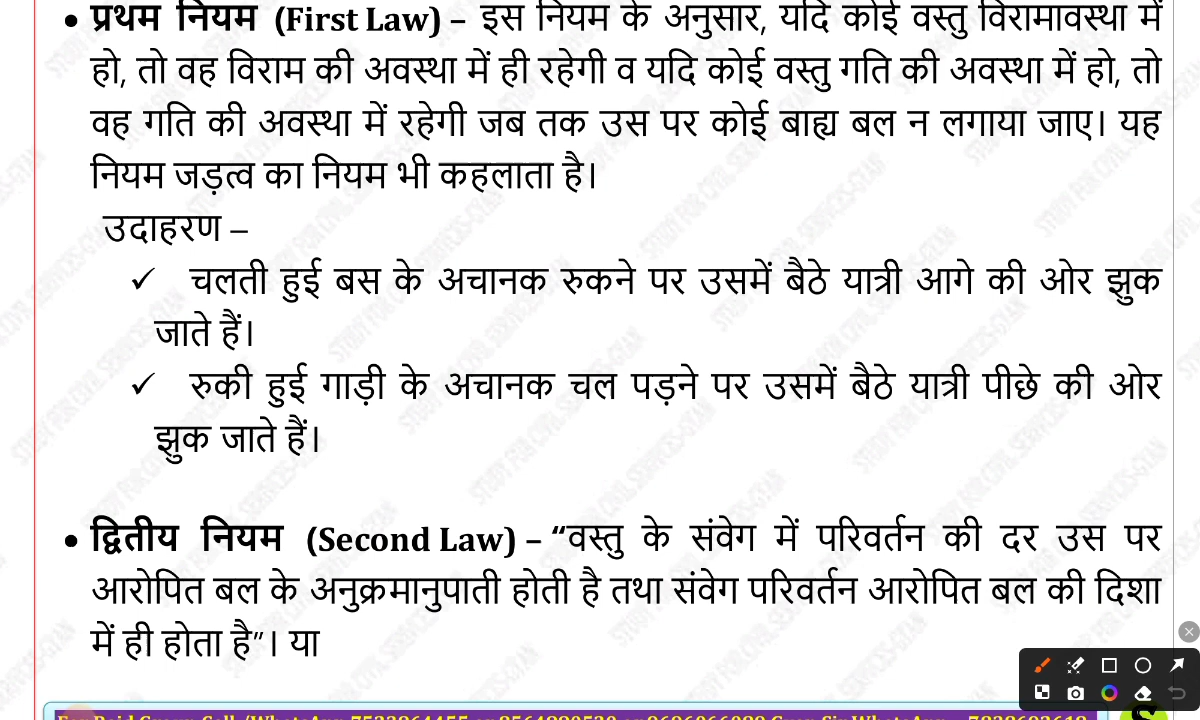 • प्रथम नियम (First Law) – इस नियम के अनुसार, यदि कोई वस्तु विरामावस्था में
हो, तो वह विराम की अवस्था में ही रहेगी व यदि कोई वस्तु गति की अवस्था में हो, तो
वह गति की अवस्था में रहेगी जब तक उस पर कोई बाह्य बल न लगाया जाए। यह
नियम जड़त्व का नियम भी कहलाता है।
उदाहरण –
✓ चलती हुई बस के अचानक रुकने पर उसमें बैठे यात्री आगे की ओर झुक
जाते हैं।
✓ रुकी हुई गाड़ी के अचानक चल पड़ने पर उसमें बैठे यात्री पीछे की ओर
झुक जाते हैं।
• द्वितीय नियम (Second Law) – “वस्तु के संवेग में परिवर्तन की दर उस पर
आरोपित बल के अनुक्रमानुपाती होती है तथा संवेग परिवर्तन आरोपित बल की दिशा
में ही होता है”। या